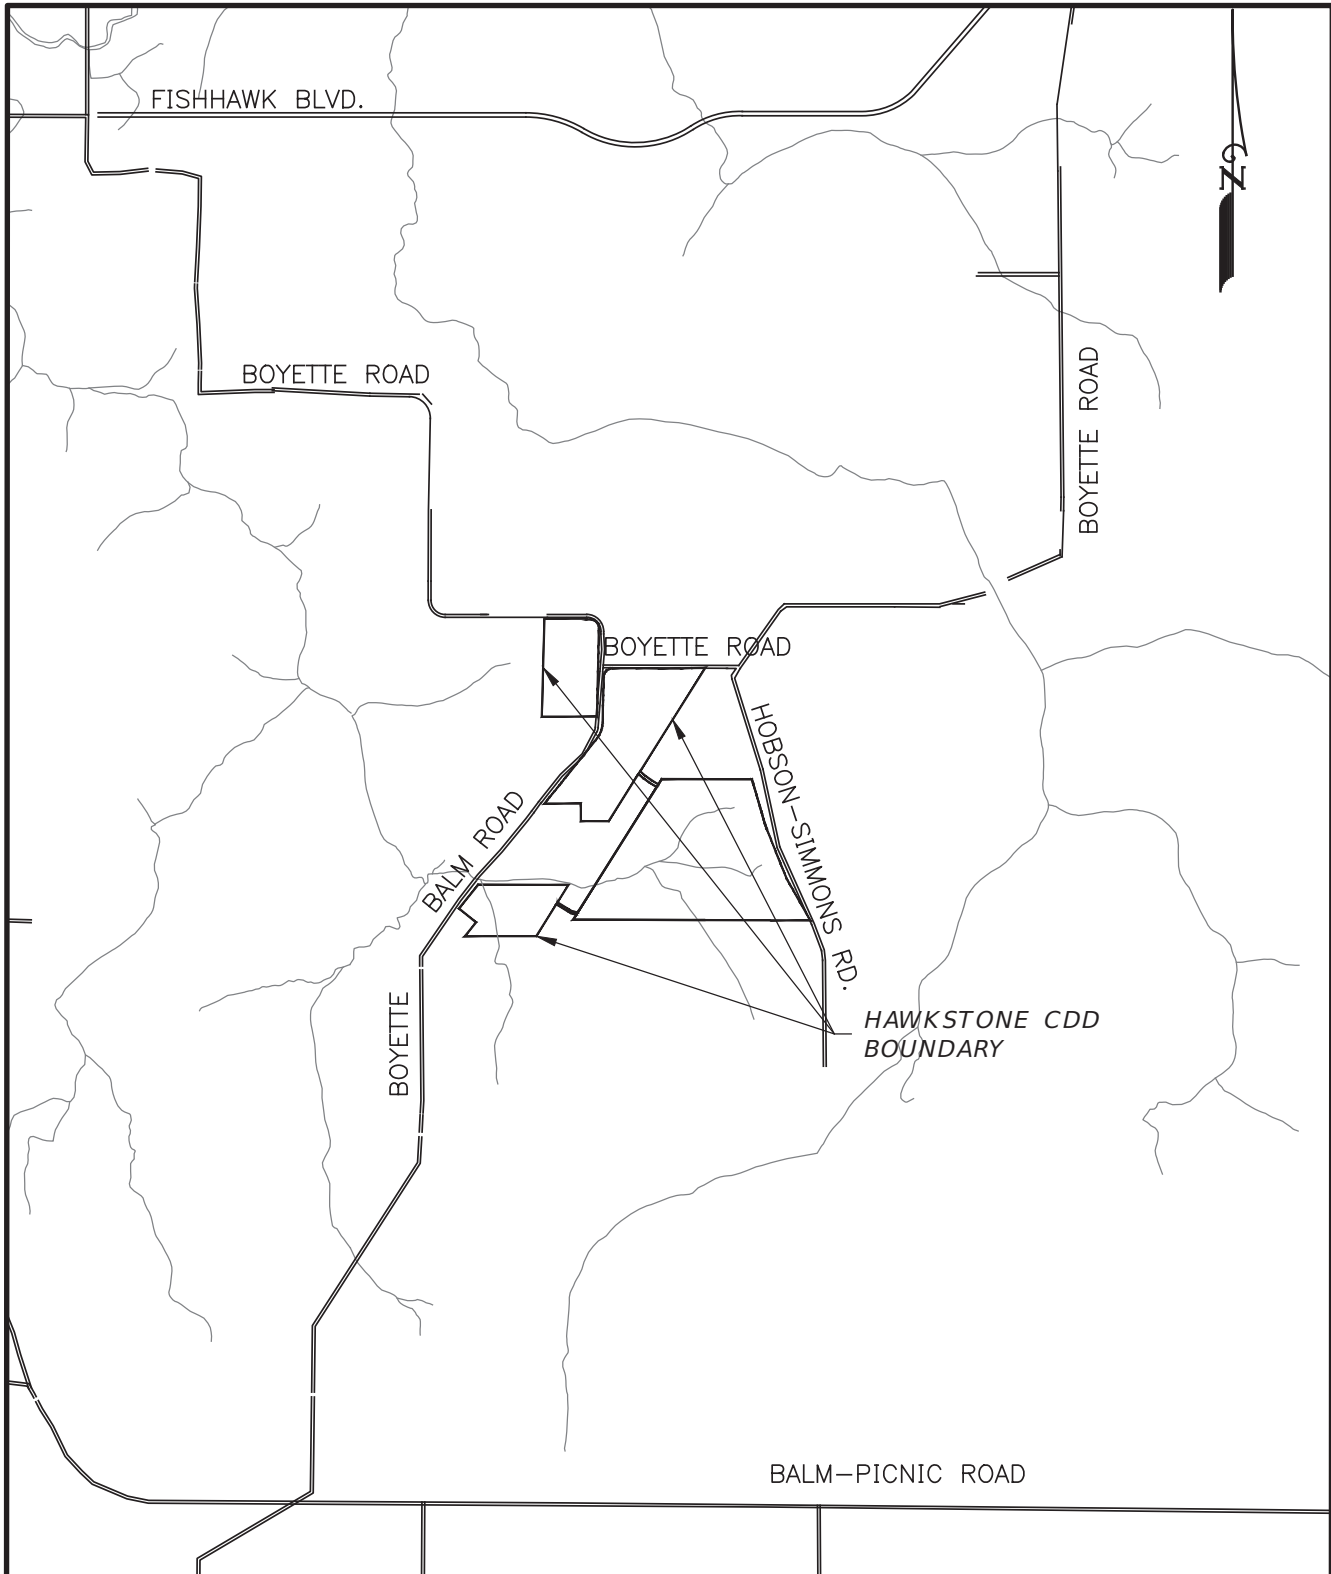 FISHHAWK BLVD.
N
BOYETTE ROAD
BOYETTE ROAD
BOYETTE ROAD
HOBSON-SIMMONS RD.
BALM ROAD
BOYETTE
HAWKSTONE CDD
BOUNDARY
BALM-PICNIC ROAD